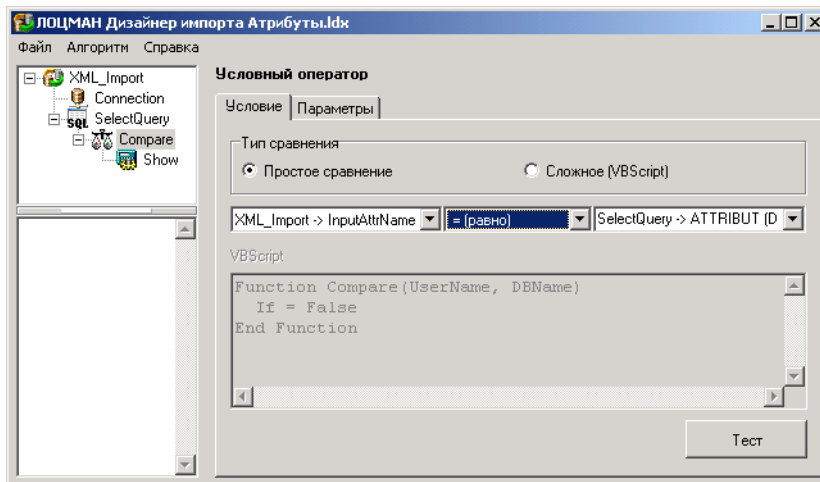 ЛОЦМАН Дизайнер импорта Атрибуты.ldx
Файл Алгоритм Справка
XML_Import
Connection
SQL SelectQuery
Compare
Show
Условный оператор
Условие Параметры
Тип сравнения
Простое сравнение Сложное (VBScript)
XML_Import -> InputAttrName = (равно) SelectQuery -> ATTRIBUT (D
VBScript
Function Compare(UserName, DBName)
If = False
End Function
Тест